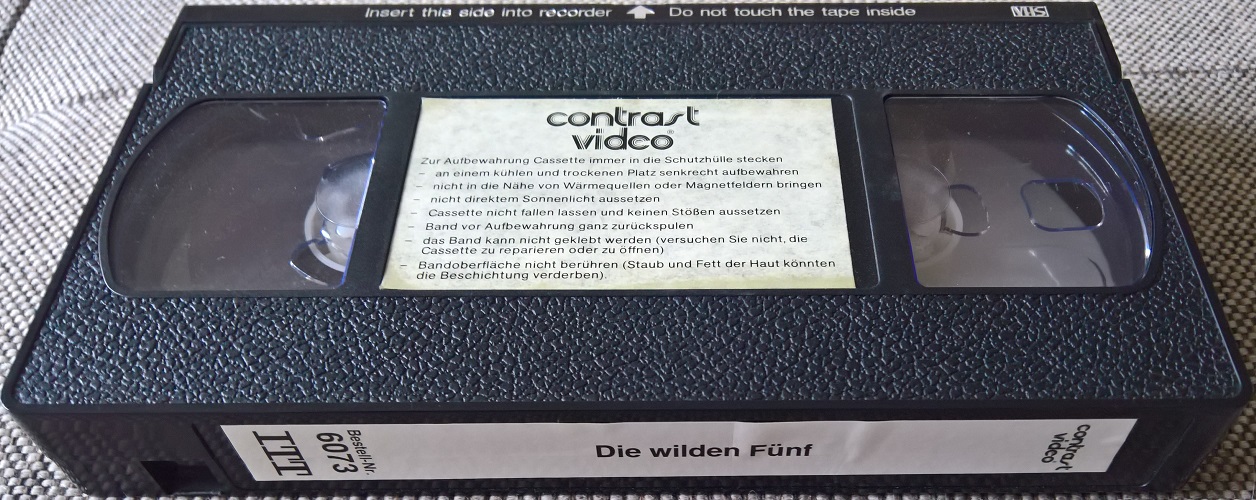 Insert this side into recorder Do not touch the tape inside VHS
contrast
video®
Zur Aufbewahrung Cassette immer in die Schutzhülle stecken
– an einem kühlen und trockenen Platz senkrecht aufbewahren
– nicht in die Nähe von Wärmequellen oder Magnetfeldern bringen
– nicht direktem Sonnenlicht aussetzen
– Cassette nicht fallen lassen und keinen Stößen aussetzen
– Band vor Aufbewahrung ganz zurückspulen
– das Band kann nicht geklebt werden (versuchen Sie nicht, die
Cassette zu reparieren oder zu öffnen)
– Bandoberfläche nicht berühren (Staub und Fett der Haut könnten
die Beschichtung verderben).
ITT
Bestell-Nr.
6073
Die wilden Fünf
contrast
video